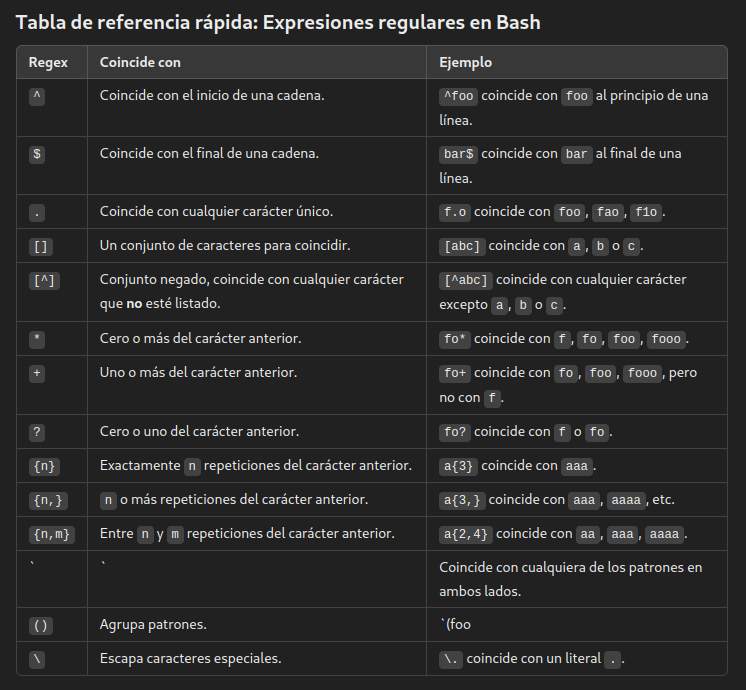 Tabla de referencia rápida: Expresiones regulares en Bash
Regex Coincide con Ejemplo
^ Coincide con el inicio de una cadena. ^foo coincide con foo al principio de una
línea.
$ Coincide con el final de una cadena. bar$ coincide con bar al final de una
línea.
. Coincide con cualquier carácter único. f.o coincide con foo, fao, f1o.
[] Un conjunto de caracteres para coincidir. [abc] coincide con a, b o c.
[^] Conjunto negado, coincide con cualquier carácter [^abc] coincide con cualquier carácter
que no esté listado. excepto a, b o c.
* Cero o más del carácter anterior. fo* coincide con f, fo, foo, fooo.
+ Uno o más del carácter anterior. fo+ coincide con fo, foo, fooo, pero
no con f.
? Cero o uno del carácter anterior. fo? coincide con f o fo.
{n} Exactamente n repeticiones del carácter anterior. a{3} coincide con aaa.
{n,} n o más repeticiones del carácter anterior. a{3,} coincide con aaa, aaaa, etc.
{n,m} Entre n y m repeticiones del carácter anterior. a{2,4} coincide con aa, aaa, aaaa.
` ` Coincide con cualquiera de los patrones en
ambos lados.
() Agrupa patrones. `(foo
\ Escapa caracteres especiales. \. coincide con un literal ..